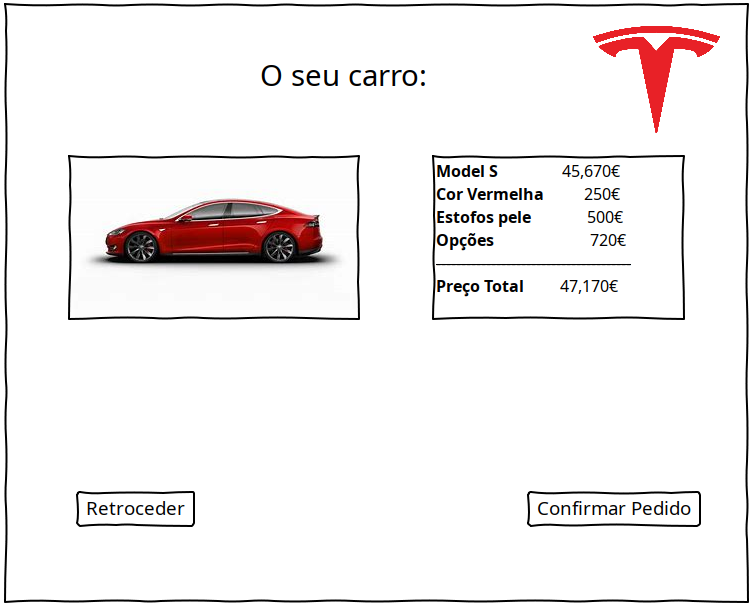 O seu carro:
Model S 45,670€
Cor Vermelha 250€
Estofos pele 500€
Opções 720€
Preço Total 47,170€
Retroceder
Confirmar Pedido